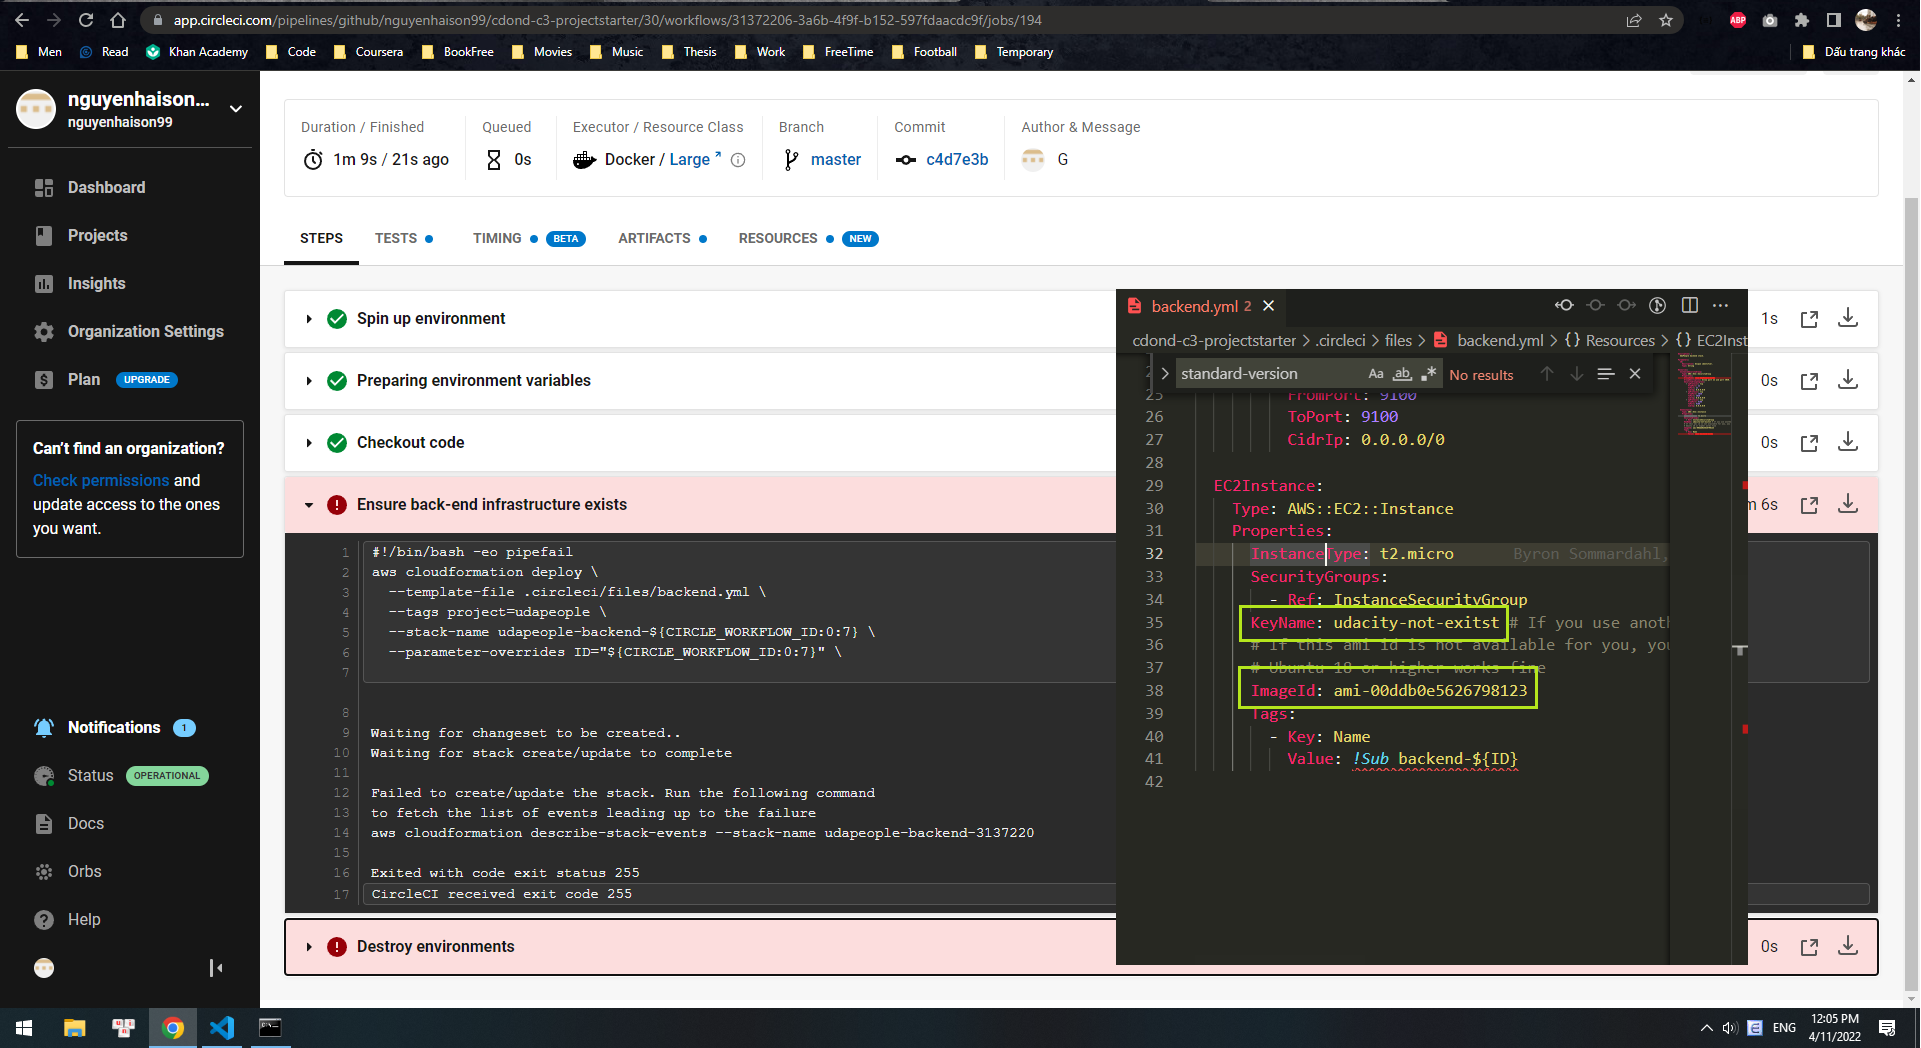 app.circleci.com/pipelines/github/nguyenhaison99/cdond-c3-projectstarter/30/workflows/31372206-3a6b-4f9f-b152-597fdaacdc9f/jobs/194
ABP
Men Read Khan Academy Code Coursera BookFree Movies Music Thesis Work FreeTime Football Temporary Dấu trang khác
nguyenhaison...
nguyenhaison99
Dashboard
Projects
Insights
Organization Settings
Plan UPGRADE
Can't find an organization?
Check permissions and
update access to the ones
you want.
Notifications 1
Status OPERATIONAL
Docs
Orbs
Help
Duration / Finished Queued Executor / Resource Class Branch Commit Author & Message
1m 9s / 21s ago 0s Docker / Large master c4d7e3b G
STEPS TESTS TIMING BETA ARTIFACTS RESOURCES NEW
Spin up environment 1s
Preparing environment variables 0s
Checkout code 0s
Ensure back-end infrastructure exists m 6s
1 #!/bin/bash -eo pipefail
2 aws cloudformation deploy \
3 --template-file .circleci/files/backend.yml \
4 --tags project=udapeople \
5 --stack-name udapeople-backend-${CIRCLE_WORKFLOW_ID:0:7} \
6 --parameter-overrides ID="${CIRCLE_WORKFLOW_ID:0:7}" \
7
8
9 Waiting for changeset to be created..
10 Waiting for stack create/update to complete
11
12 Failed to create/update the stack. Run the following command
13 to fetch the list of events leading up to the failure
14 aws cloudformation describe-stack-events --stack-name udapeople-backend-3137220
15
16 Exited with code exit status 255
17 CircleCI received exit code 255
Destroy environments 0s
backend.yml 2
cdond-c3-projectstarter > .circleci > files > backend.yml > {} Resources > {} EC2Inst
standard-version Aa ab No results
25 FromPort: 9100
26 ToPort: 9100
27 CidrIp: 0.0.0.0/0
28
29 EC2Instance:
30 Type: AWS::EC2::Instance
31 Properties:
32 InstanceType: t2.micro Byron Sommardahl,
33 SecurityGroups:
34 - Ref: InstanceSecurityGroup
35 KeyName: udacity-not-exitst # If you use anoth
36 # If this ami id is not available for you, you
37 # Ubuntu 18 or higher works fine
38 ImageId: ami-00ddb0e5626798123
39 Tags:
40 - Key: Name
41 Value: !Sub backend-${ID}
42
ENG
12:05 PM
4/11/2022